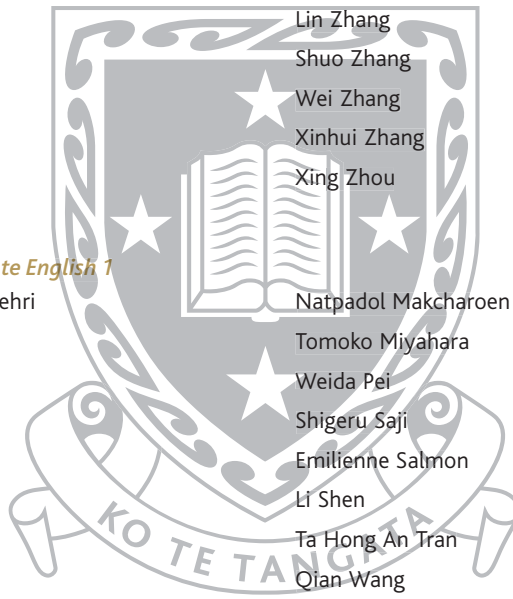 Lin Zhang
Shuo Zhang
Wei Zhang
Xinhui Zhang
Xing Zhou
te English 1
ehri
Natpadol Makcharoen
Tomoko Miyahara
Weida Pei
Shigeru Saji
Emilienne Salmon
Li Shen
Ta Hong An Tran
Qian Wang
KO TE TANGATA